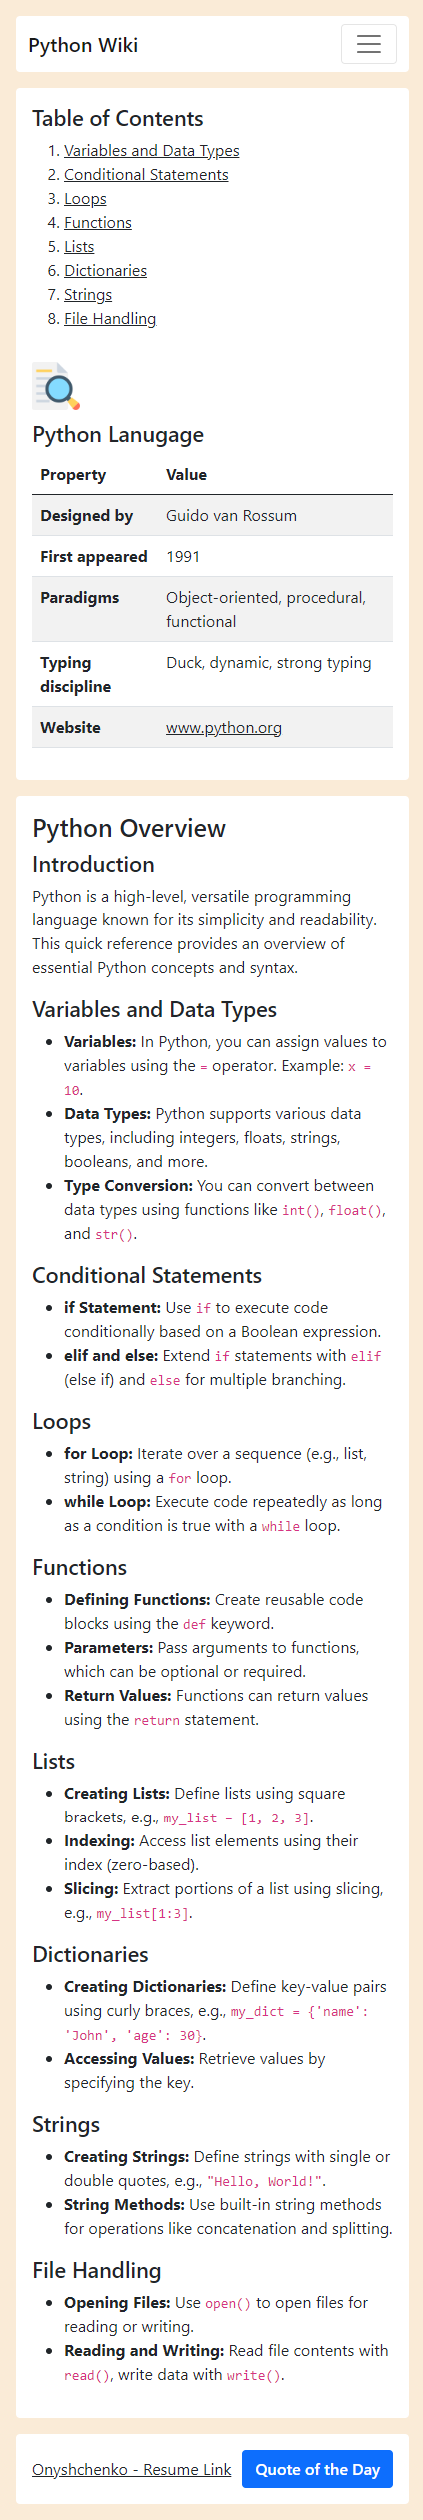 Python Wiki
Table of Contents
1. Variables and Data Types
2. Conditional Statements
3. Loops
4. Functions
5. Lists
6. Dictionaries
7. Strings
8. File Handling
Python Lanugage
Property Value
Designed by Guido van Rossum
First appeared 1991
Paradigms Object-oriented, procedural,
functional
Typing Duck, dynamic, strong typing
discipline
Website www.python.org
Python Overview
Introduction
Python is a high-level, versatile programming
language known for its simplicity and readability.
This quick reference provides an overview of
essential Python concepts and syntax.
Variables and Data Types
• Variables: In Python, you can assign values to
variables using the = operator. Example: x =
10.
• Data Types: Python supports various data
types, including integers, floats, strings,
booleans, and more.
• Type Conversion: You can convert between
data types using functions like int(), float(),
and str().
Conditional Statements
• if Statement: Use if to execute code
conditionally based on a Boolean expression.
• elif and else: Extend if statements with elif
(else if) and else for multiple branching.
Loops
• for Loop: Iterate over a sequence (e.g., list,
string) using a for loop.
• while Loop: Execute code repeatedly as long
as a condition is true with a while loop.
Functions
• Defining Functions: Create reusable code
blocks using the def keyword.
• Parameters: Pass arguments to functions,
which can be optional or required.
• Return Values: Functions can return values
using the return statement.
Lists
• Creating Lists: Define lists using square
brackets, e.g., my_list – [1, 2, 3].
• Indexing: Access list elements using their
index (zero-based).
• Slicing: Extract portions of a list using slicing,
e.g., my_list[1:3].
Dictionaries
• Creating Dictionaries: Define key-value pairs
using curly braces, e.g., my_dict = {'name':
'John', 'age': 30}.
• Accessing Values: Retrieve values by
specifying the key.
Strings
• Creating Strings: Define strings with single or
double quotes, e.g., "Hello, World!".
• String Methods: Use built-in string methods
for operations like concatenation and splitting.
File Handling
• Opening Files: Use open() to open files for
reading or writing.
• Reading and Writing: Read file contents with
read(), write data with write().
Onyshchenko - Resume Link Quote of the Day